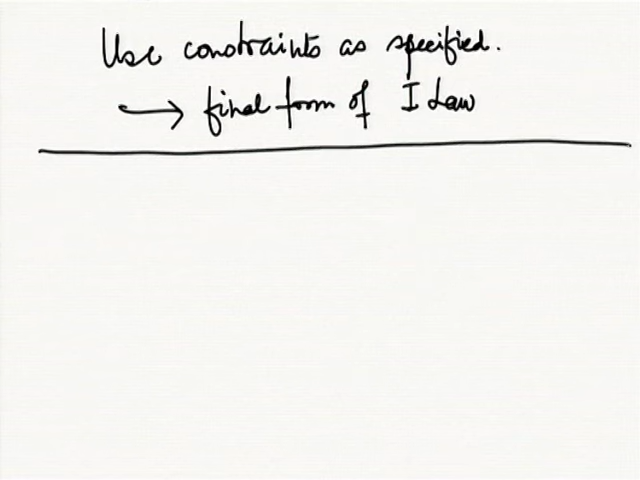 Use constraints as specified.
→ final form of I Law